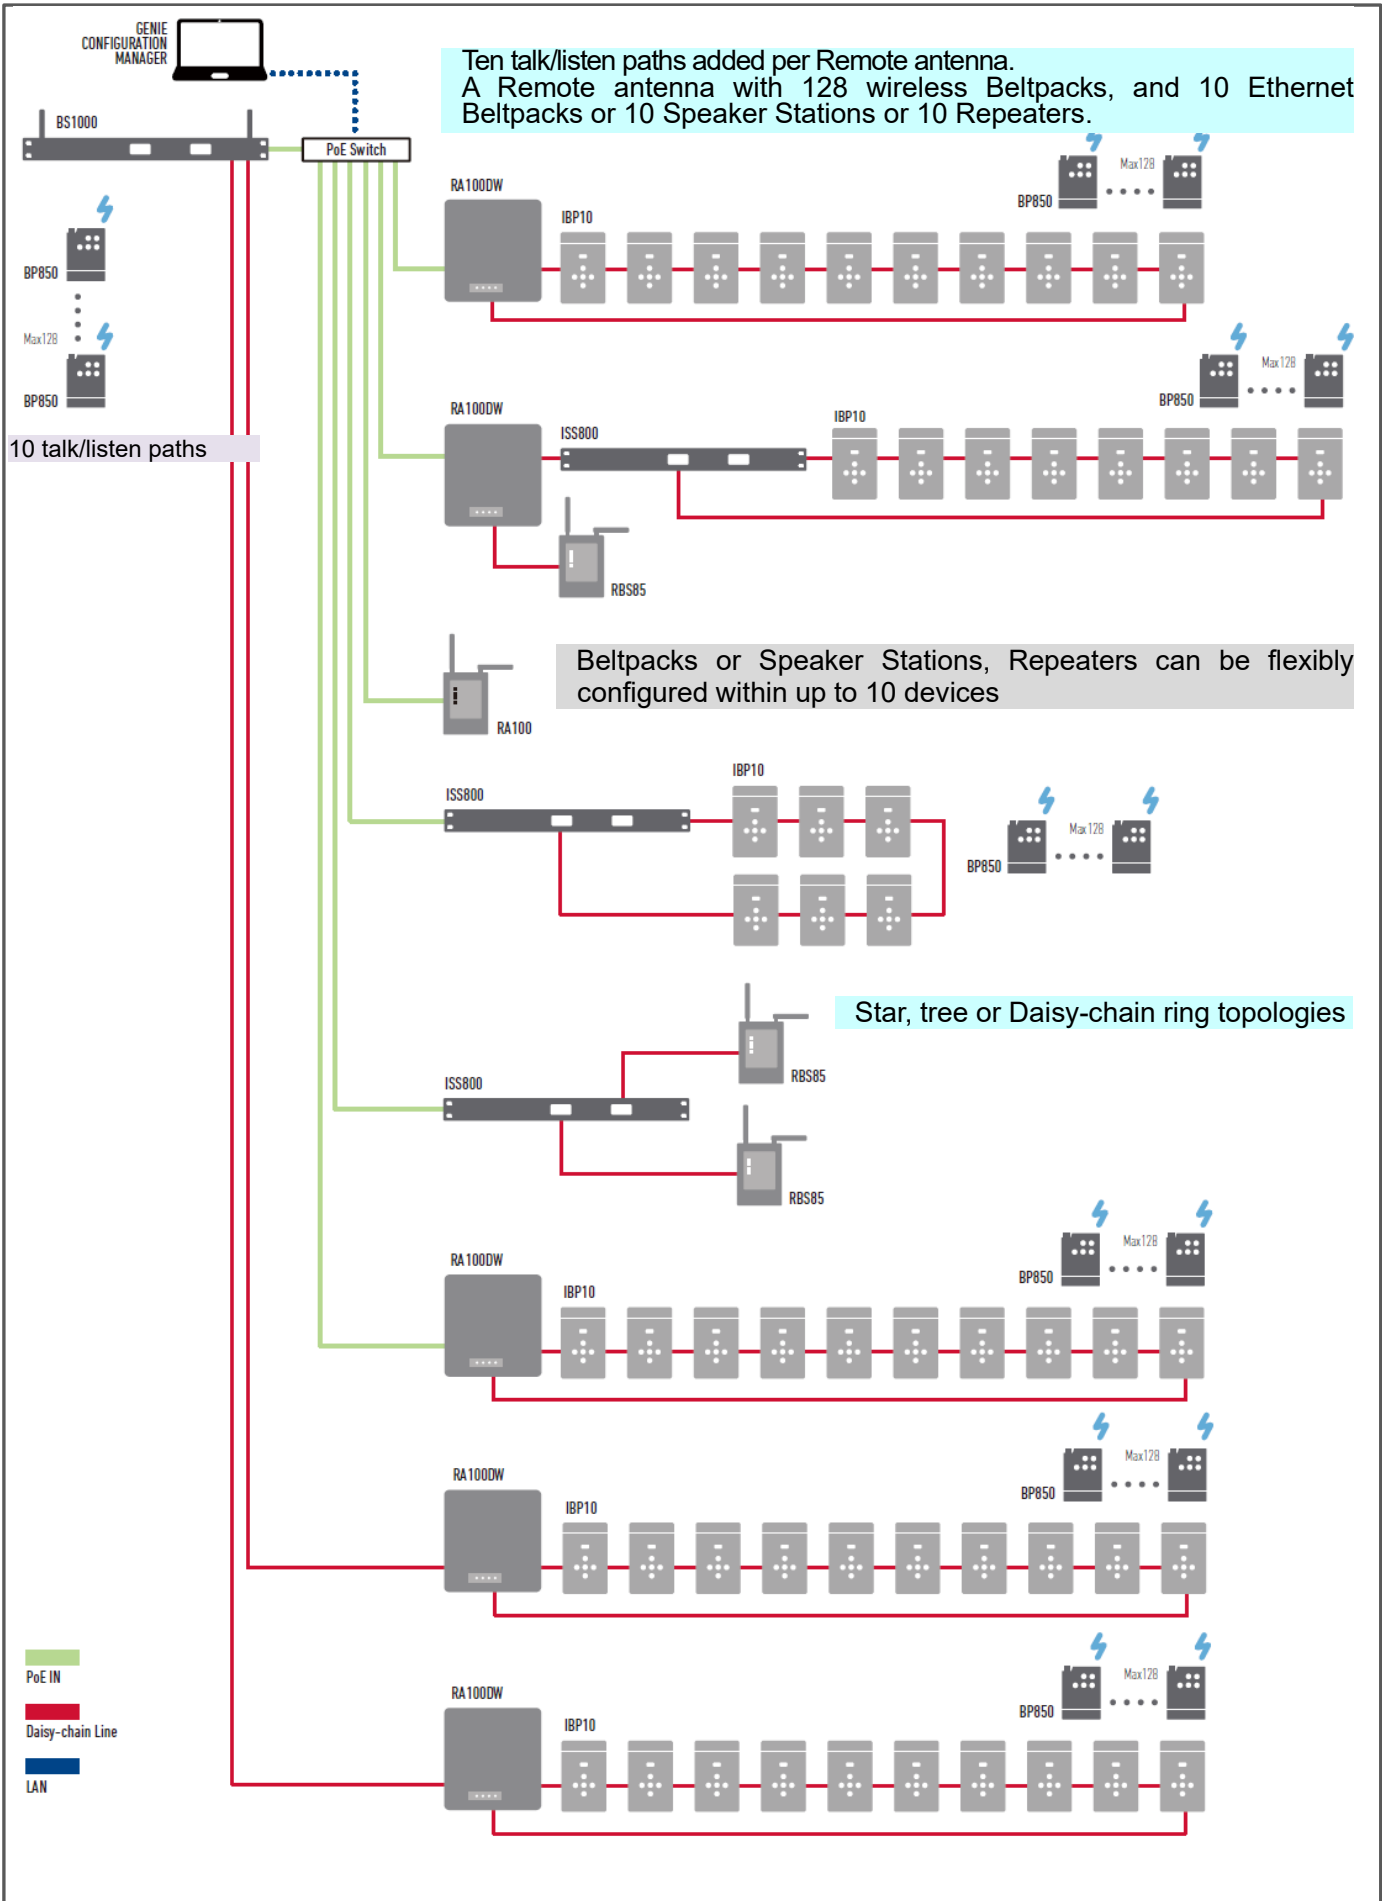 GENIE
CONFIGURATION
MANAGER
Ten talk/listen paths added per Remote antenna.
A Remote antenna with 128 wireless Beltpacks, and 10 Ethernet
Beltpacks or 10 Speaker Stations or 10 Repeaters.
BS1000
PoE Switch
Max128
RA100DW
BP850
IBP10
BP850
Max128
BP850
Max128
BP850
RA100DW
IBP10
ISS800
10 talk/listen paths
RBS85
Beltpacks or Speaker Stations, Repeaters can be flexibly
configured within up to 10 devices
RA100
IBP10
ISS800
Max128
BP850
Star, tree or Daisy-chain ring topologies
RBS85
ISS800
RBS85
Max128
RA100DW
BP850
IBP10
Max128
RA100DW
BP850
IBP10
PoE IN
Max128
RA100DW
BP850
IBP10
Daisy-chain Line
LAN